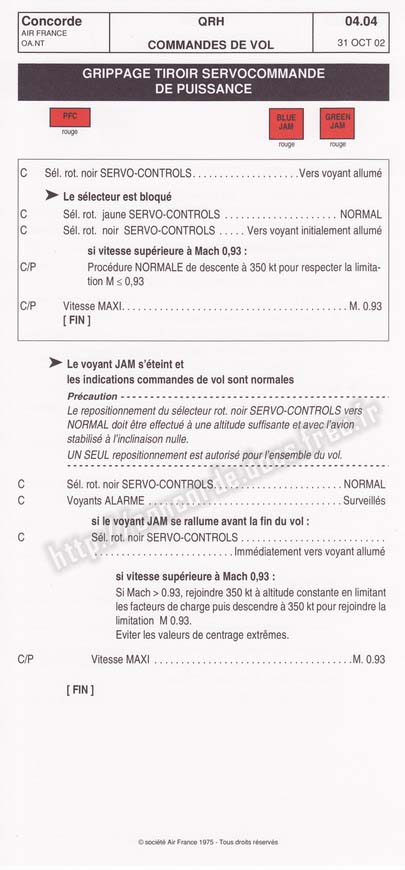 Concorde
AIR FRANCE
OA.NT
QRH
COMMANDES DE VOL
04.04
31 OCT 02
GRIPPAGE TIROIR SERVOCOMMANDE
DE PUISSANCE
PFC
rouge
BLUE
JAM
rouge
GREEN
JAM
rouge
C Sél. rot. noir SERVO-CONTROLS. . . . . . . . . . . . . . . . . . . .Vers voyant allumé
➤ Le sélecteur est bloqué
C Sél. rot. jaune SERVO-CONTROLS . . . . . . . . . . . . . . . . . . . . NORMAL
C Sél. rot. noir SERVO-CONTROLS . . . . . Vers voyant initialement allumé
si vitesse supérieure à Mach 0,93 :
C/P Procédure NORMALE de descente à 350 kt pour respecter la limita-
tion M ≤ 0,93
C/P Vitesse MAXI. . . . . . . . . . . . . . . . . . . . . . . . . . . . . . . . . . . . . . . M. 0.93
[ FIN ]
➤ Le voyant JAM s'éteint et
les indications commandes de vol sont normales
Précaution
Le repositionnement du sélecteur rot. noir SERVO-CONTROLS vers
NORMAL doit être effectué à une altitude suffisante et avec l'avion
stabilisé à l'inclinaison nulle.
UN SEUL repositionnement est autorisé pour l'ensemble du vol.
C Sél. rot. noir SERVO-CONTROLS. . . . . . . . . . . . . . . . . . . . . . NORMAL
C Voyants ALARME . . . . . . . . . . . . . . . . . . . . . . . . . . . . . . . . . Surveillés
si le voyant JAM se rallume avant la fin du vol :
C Sél. rot. noir SERVO-CONTROLS . . . . . . . . . . . . . . . . . . . . . . . .
. . . . . . . . . . . . . . . . . . . . . . . Immédiatement vers voyant allumé
si vitesse supérieure à Mach 0,93 :
Si Mach > 0.93, rejoindre 350 kt à altitude constante en limitant
les facteurs de charge puis descendre à 350 kt pour rejoindre la
limitation M 0.93.
Eviter les valeurs de centrage extrêmes.
C/P Vitesse MAXI . . . . . . . . . . . . . . . . . . . . . . . . . . . . . . . . . . M. 0.93
[ FIN ]
© société Air France 1975 - Tous droits réservés